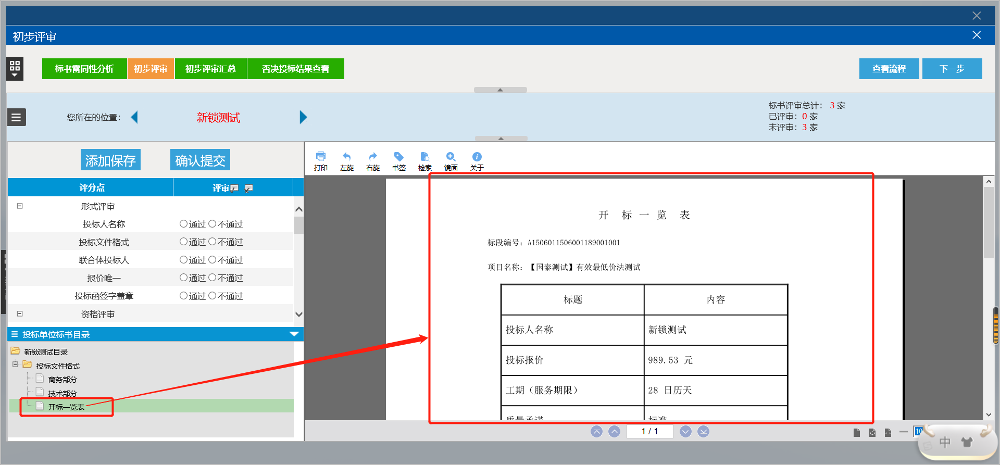 初步评审
标书雷同性分析 初步评审 初步评审汇总 否决投标结果查看 查看流程 下一步
您所在的位置： 新锁测试
标书评审总计： 3 家
已评审：0 家
未评审：3 家
添加保存 确认提交
打印 左旋 右旋 书签 检索 镜面 关于
评分点 评审
形式评审
投标人名称 通过 不通过
投标文件格式 通过 不通过
联合体投标人 通过 不通过
报价唯一 通过 不通过
投标函签字盖章 通过 不通过
资格评审
投标单位标书目录
新锁测试目录
投标文件格式
商务部分
技术部分
开标一览表
开 标 一 览 表
标段编号：A1506011506001189001001
项目名称：【国泰测试】有效最低价法测试
标题 内容
投标人名称 新锁测试
投标报价 989.53 元
工期（服务期限） 28 日历天
质量承诺 标准
1 / 1
10
中